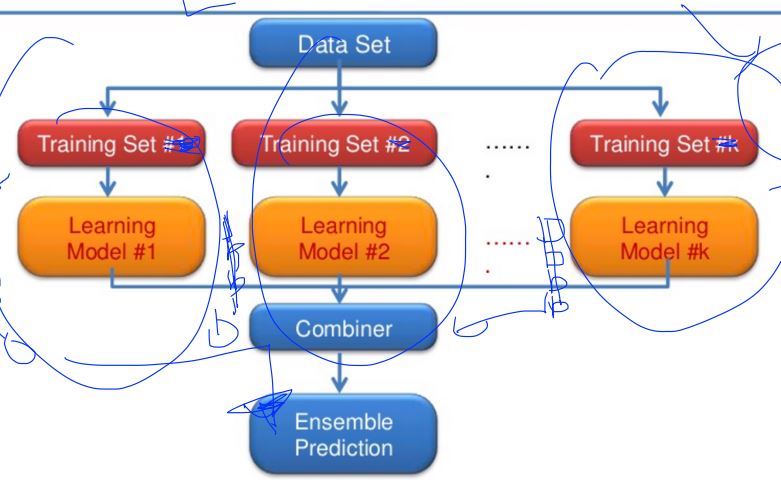 Data Set
Training Set #1
Training Set #2
......
.
Training Set #k
Learning
Model #1
Learning
Model #2
......
.
Learning
Model #k
Combiner
Ensemble
Prediction